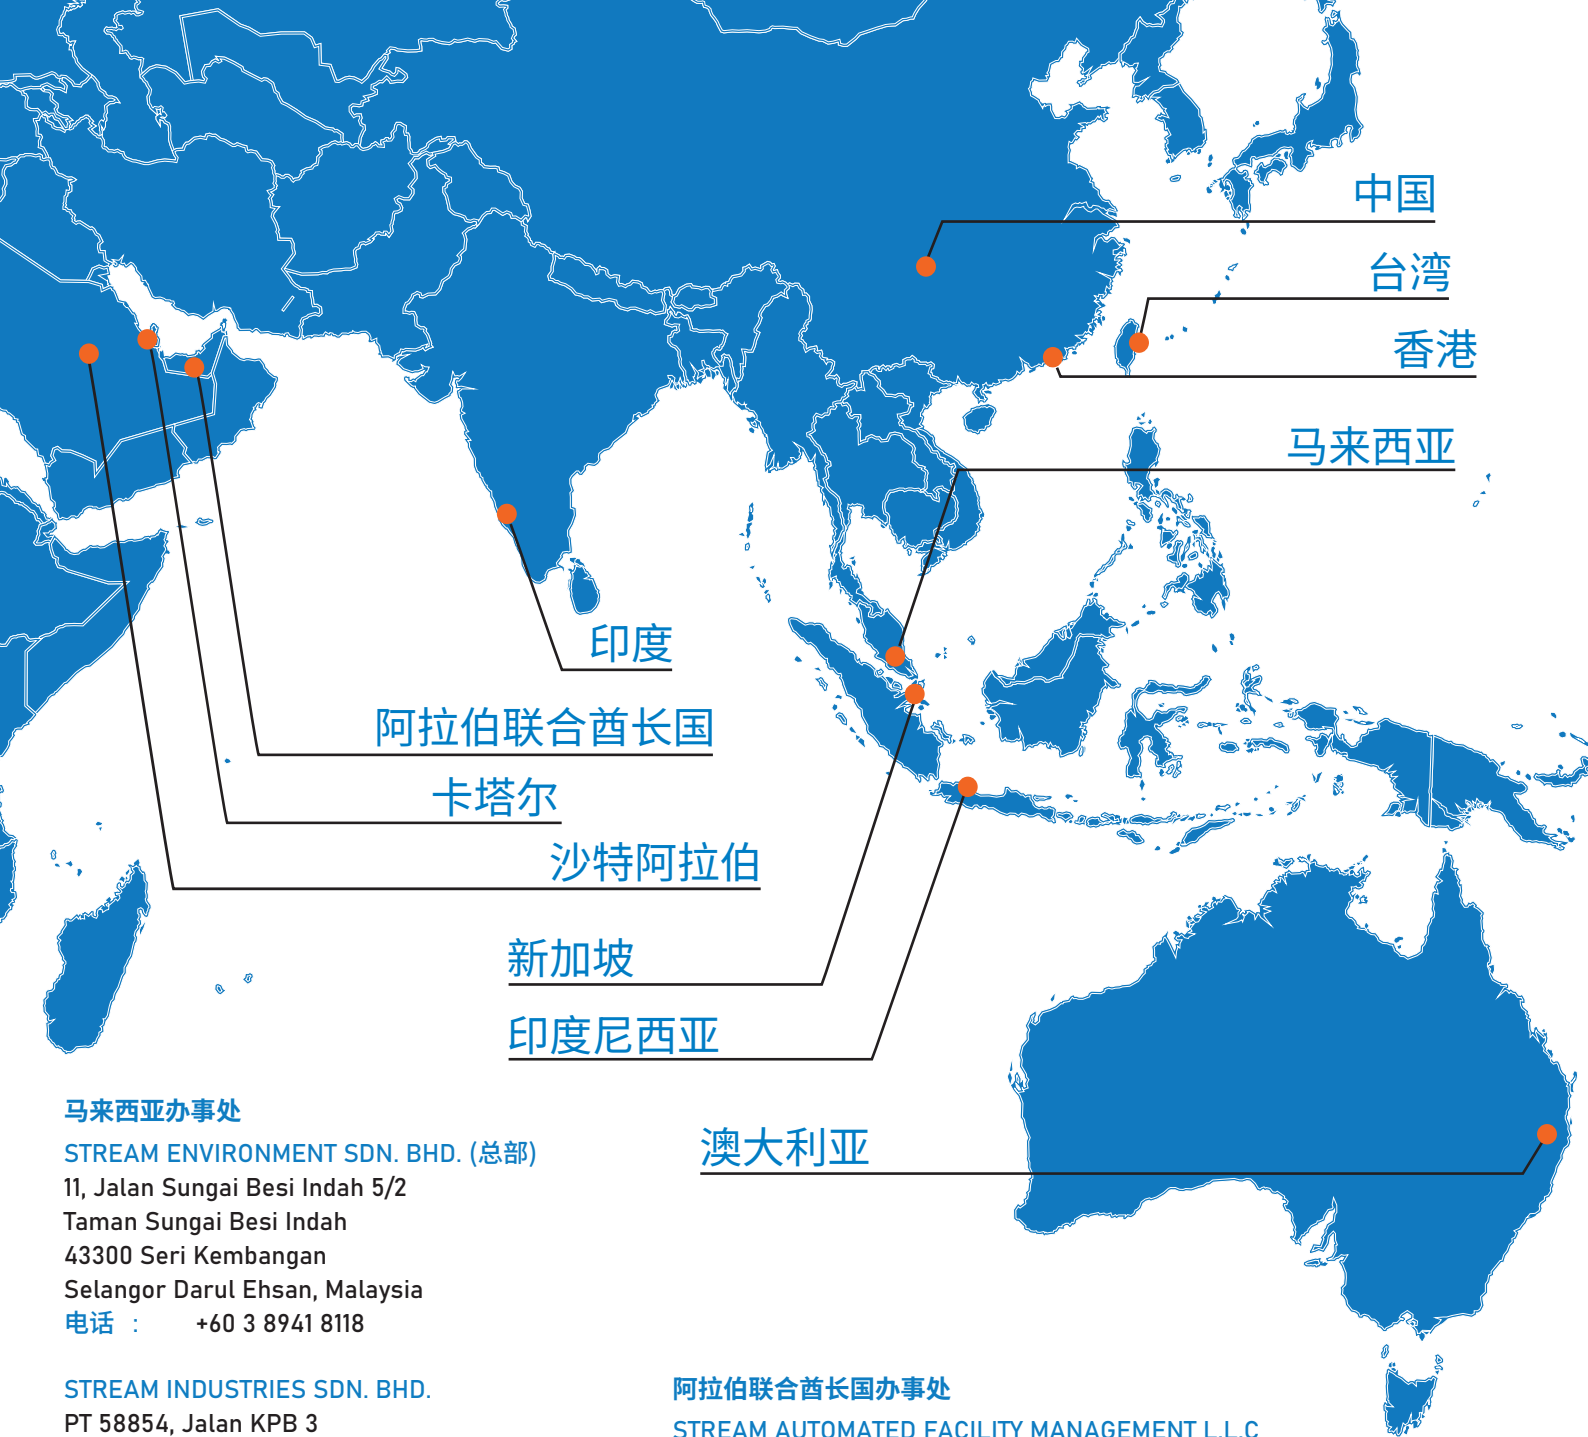 中国
台湾
香港
马来西亚
印度
阿拉伯联合酋长国
卡塔尔
沙特阿拉伯
新加坡
印度尼西亚
澳大利亚
马来西亚办事处
STREAM ENVIRONMENT SDN. BHD. (总部)
11, Jalan Sungai Besi Indah 5/2
Taman Sungai Besi Indah
43300 Seri Kembangan
Selangor Darul Ehsan, Malaysia
电话 : +60 3 8941 8118
STREAM INDUSTRIES SDN. BHD.
PT 58854, Jalan KPB 3
阿拉伯联合酋长国办事处
STREAM AUTOMATED FACILITY MANAGEMENT L.L.C